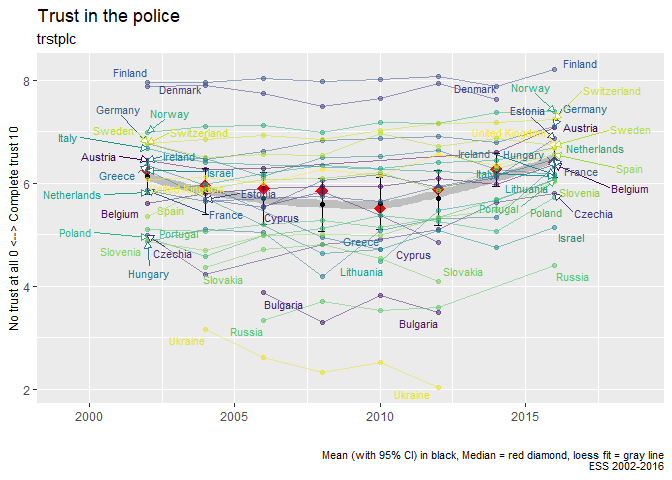 Trust in the police
trstplc
No trust at all 0 <--> Complete trust 10
8
6
4
2
Finland
Denmark
Germany
Norway
Sweden
Switzerland
Italy
Austria
Ireland
Greece
Israel
Netherlands
Estonia
Belgium
Spain
France
Cyprus
Poland
Portugal
Slovenia
Czechia
Hungary
Slovakia
Bulgaria
Russia
Ukraine
Greece
Lithuania
Cyprus
Slovakia
Bulgaria
Ukraine
Finland
Denmark
Norway
Switzerland
Estonia
Germany
Austria
United Kingdom
Sweden
Ireland
Hungary
Netherlands
Spain
Italy
France
Lithuania
Slovenia
Belgium
Portugal
Poland
Czechia
Israel
Russia
2000
2005
2010
2015
Mean (with 95% CI) in black, Median = red diamond, loess fit = gray line
ESS 2002-2016